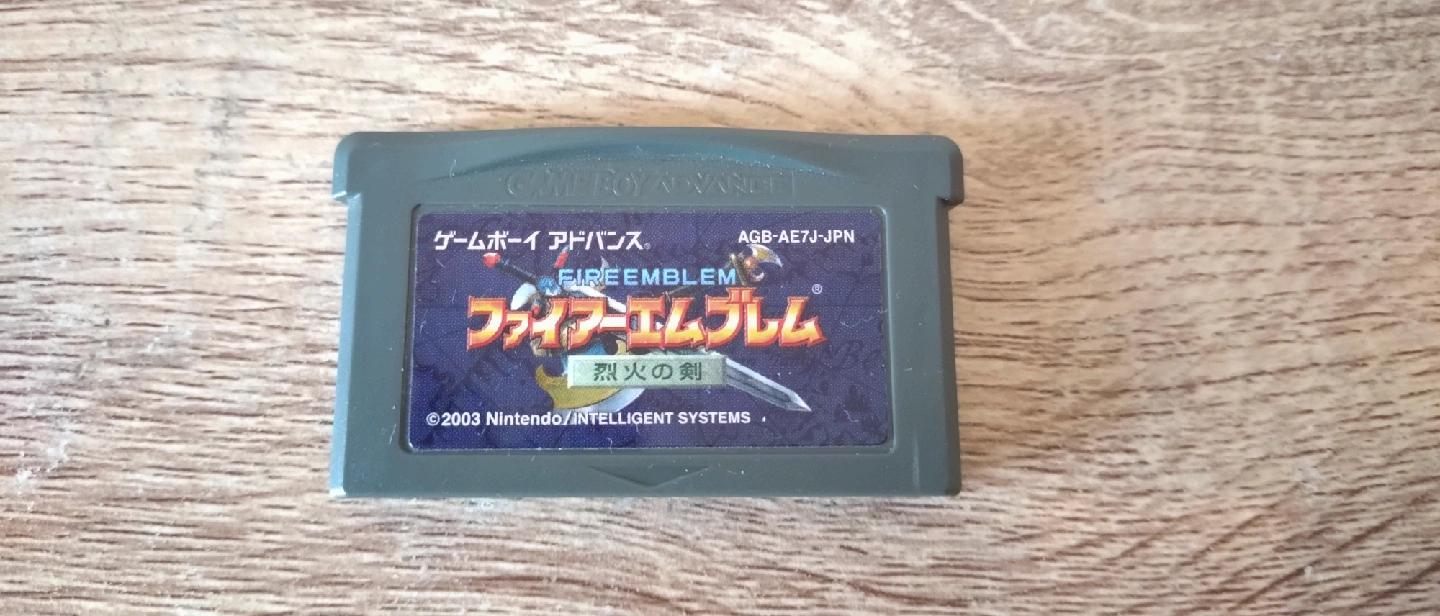 GAME BOY ADVANCE
ゲームボーイ アドバンス®
AGB-AE7J-JPN
FIRE EMBLEM
ファイアーエムブレム®
烈火の剣
©2003 Nintendo/INTELLIGENT SYSTEMS